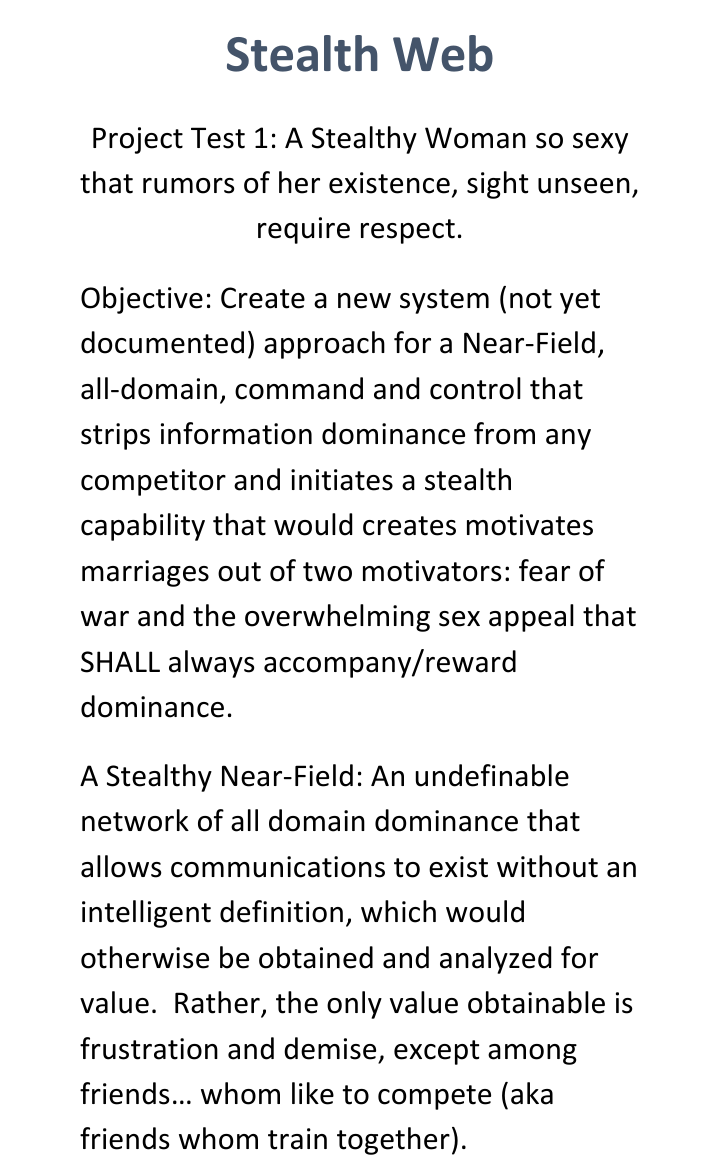 Stealth Web
Project Test 1: A Stealthy Woman so sexy
that rumors of her existence, sight unseen,
require respect.
Objective: Create a new system (not yet
documented) approach for a Near-Field,
all-domain, command and control that
strips information dominance from any
competitor and initiates a stealth
capability that would creates motivates
marriages out of two motivators: fear of
war and the overwhelming sex appeal that
SHALL always accompany/reward
dominance.
A Stealthy Near-Field: An undefinable
network of all domain dominance that
allows communications to exist without an
intelligent definition, which would
otherwise be obtained and analyzed for
value.  Rather, the only value obtainable is
frustration and demise, except among
friends… whom like to compete (aka
friends whom train together).